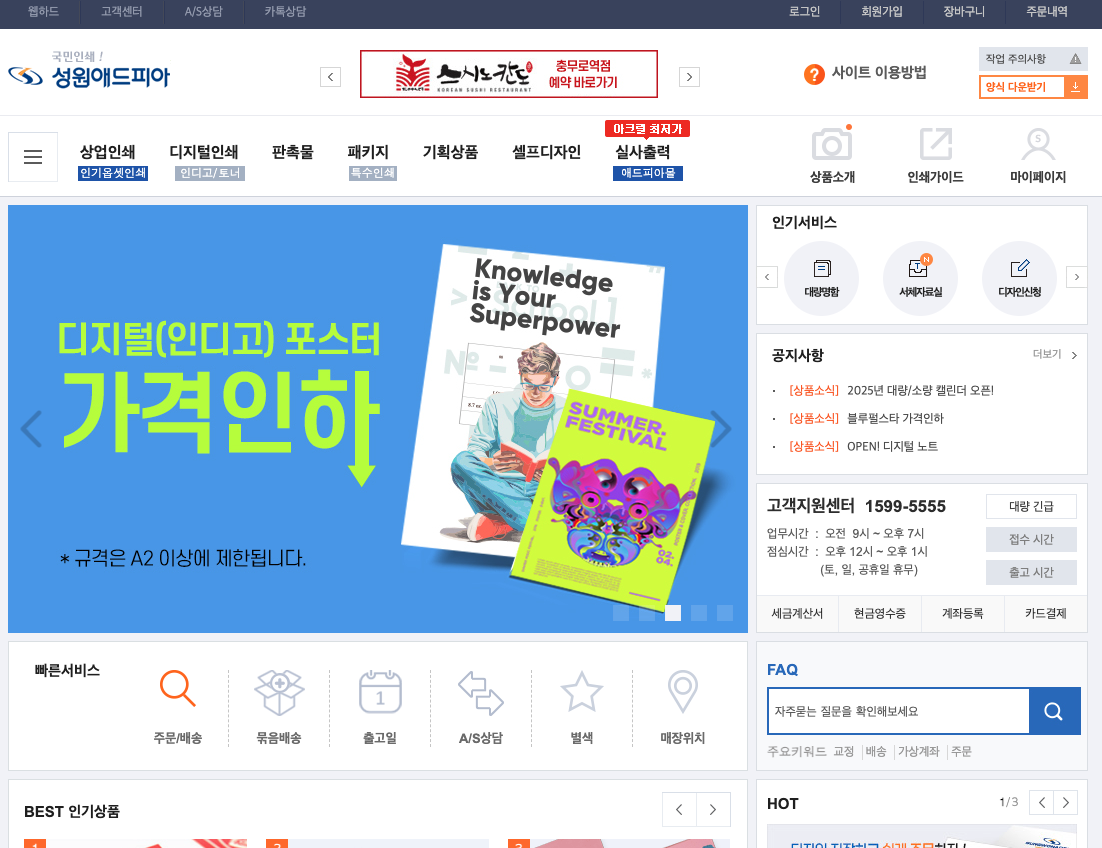 웹하드
고객센터
A/S상담
카톡상담
로그인
회원가입
장바구니
주문내역
국민인쇄!
성원애드피아
스시노칸도
KOREAN SUSHI RESTAURANT
충무로역점
예약 바로가기
? 사이트 이용방법
작업 주의사항
양식 다운받기
상업인쇄
인기옵셋인쇄
디지털인쇄
인디고/토너
판촉물
패키지
특수인쇄
기획상품
셀프디자인
아크릴 최저가
실사출력
애드피아몰
상품소개
인쇄가이드
S
마이페이지
디지털(인디고) 포스터
가격인하
* 규격은 A2 이상에 제한됩니다.
Knowledge
is Your
Superpower
school
SUMMER.
FESTIVAL
02.
04.
인기서비스
대량명함
N
서체자료실
디자인신청
공지사항
더보기
· [상품소식] 2025년 대량/소량 캘린더 오픈!
· [상품소식] 블루펄스타 가격인하
· [상품소식] OPEN! 디지털 노트
고객지원센터 1599-5555
업무시간 : 오전 9시 ~ 오후 7시
점심시간 : 오후 12시 ~ 오후 1시
(토, 일, 공휴일 휴무)
대량 긴급
접수 시간
출고 시간
세금계산서
현금영수증
계좌등록
카드결제
빠른서비스
주문/배송
묶음배송
1
출고일
A/S상담
별색
매장위치
FAQ
자주묻는 질문을 확인해보세요
주요키워드 교정 배송 가상계좌 주문
BEST 인기상품
1
2
3
HOT
1/3